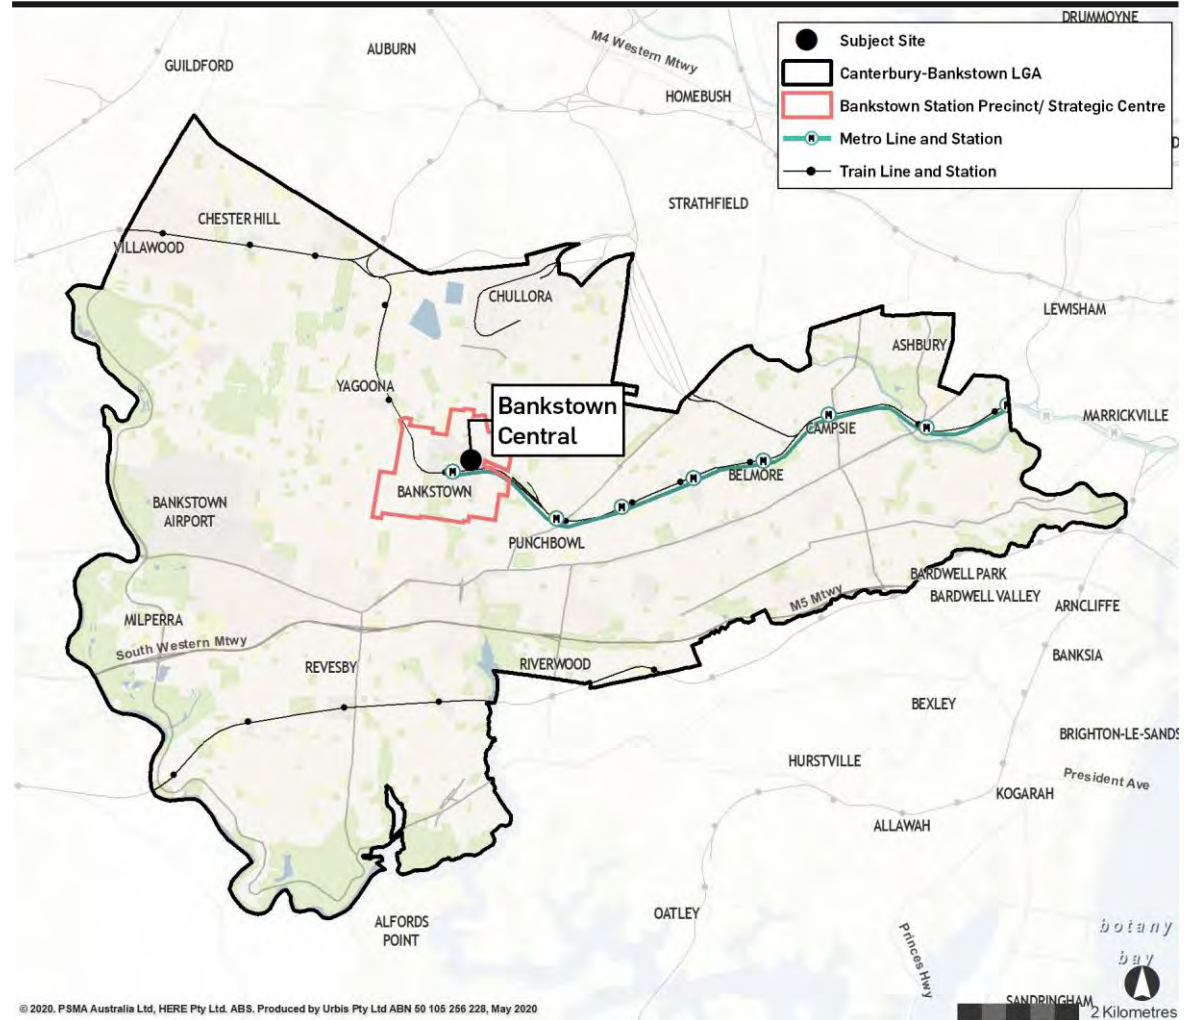 DRUMMOYNE
AUBURN
GUILDFORD
M4 Western Mtwy
HOMEBUSH
Subject Site
Canterbury-Bankstown LGA
Bankstown Station Precinct/ Strategic Centre
Metro Line and Station
Train Line and Station
STRATHFIELD
CHESTER HILL
VILLAWOOD
CHULLORA
LEWISHAM
ASHBURY
YAGOONA
Bankstown
Central
MARRICKVILLE
CAMPSIE
BELMORE
BANKSTOWN
BANKSTOWN
AIRPORT
PUNCHBOWL
BARDWELL PARK
BARDWELL VALLEY
M5 Mtwy
ARNCLIFFE
MILPERRA
South Western Mtwy
REVESBY
RIVERWOOD
BANKSIA
BEXLEY
BRIGHTON-LE-SANDS
HURSTVILLE
President Ave
KOGARAH
ALLAWAH
OATLEY
ALFORDS
POINT
Princes Hwy
botany
bay
SANDRINGHAM
2 Kilometres
© 2020. PSMA Australia Ltd, HERE Pty Ltd. ABS. Produced by Urbis Pty Ltd ABN 50 105 256 228, May 2020